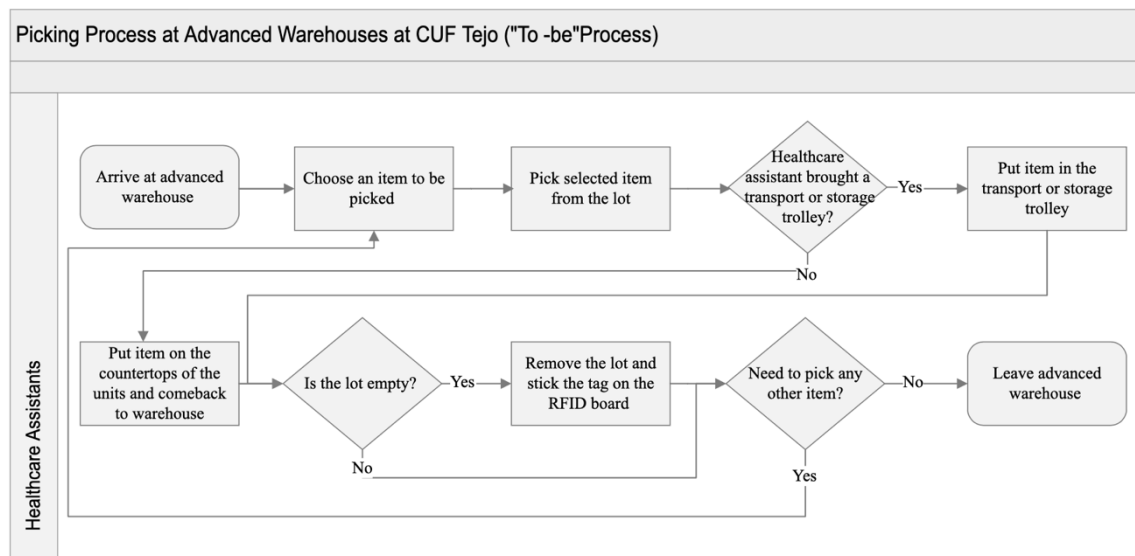 Picking Process at Advanced Warehouses at CUF Tejo ("To -be"Process)
Healthcare Assistants
Arrive at advanced
warehouse
Choose an item to be
picked
Pick selected item
from the lot
Healthcare
assistant brought a
transport or storage
trolley?
Yes
Put item in the
transport or storage
trolley
No
Put item on the
countertops of the
units and comeback
to warehouse
Is the lot empty?
Yes
Remove the lot and
stick the tag on the
RFID board
Need to pick any
other item?
No
Leave advanced
warehouse
No
Yes